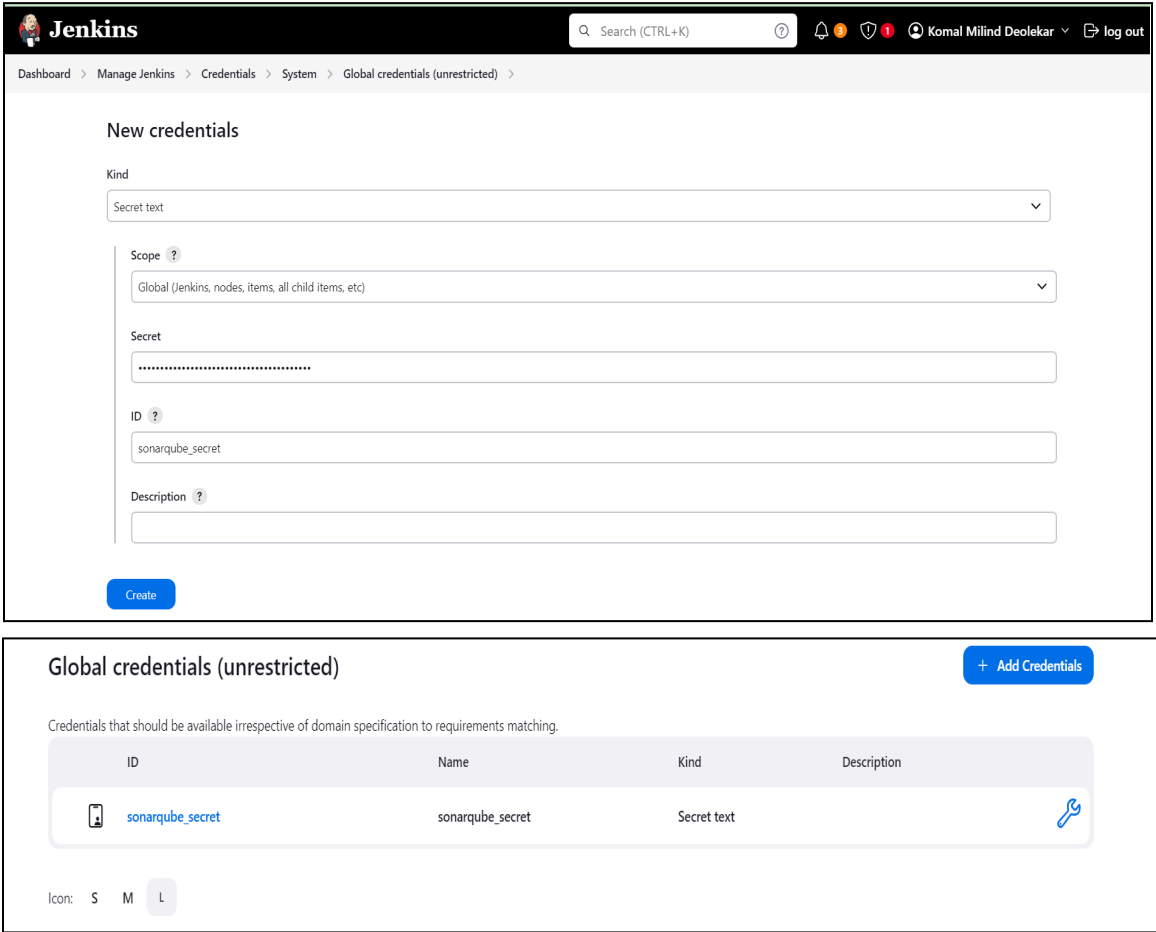 Jenkins Search (CTRL+K) ? 3 1 Komal Milind Deolekar log out
Dashboard > Manage Jenkins > Credentials > System > Global credentials (unrestricted) >
New credentials
Kind
Secret text
Scope ?
Global (Jenkins, nodes, items, all child items, etc)
Secret
ID ?
sonarqube_secret
Description ?
Create
Global credentials (unrestricted) + Add Credentials
Credentials that should be available irrespective of domain specification to requirements matching.
ID Name Kind Description
sonarqube_secret sonarqube_secret Secret text
Icon: S M L